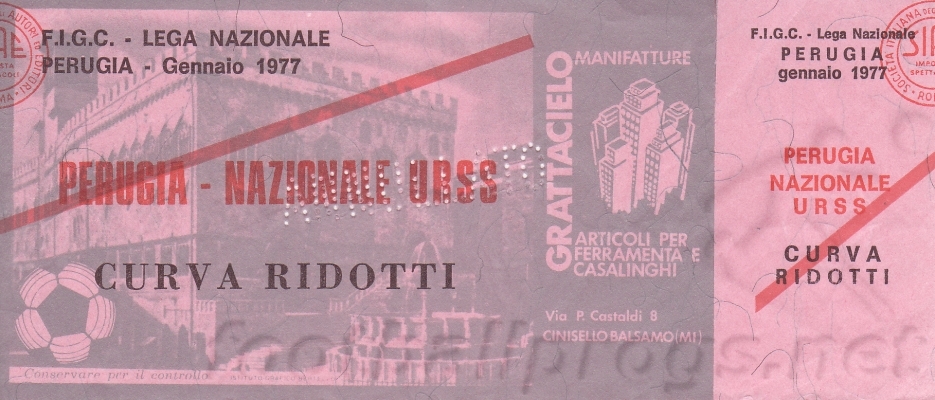 F.I.G.C. - LEGA NAZIONALE
PERUGIA - Gennaio 1977
PERUGIA - NAZIONALE URSS
CURVA RIDOTTI
Conservare per il controllo
GRATTACIELO
MANIFATTURE
ARTICOLI PER
FERRAMENTA E
CASALINGHI
Via P. Castaldi 8
CINISELLO BALSAMO (MI)
F.I.G.C. - Lega Nazionale
PERUGIA
gennaio 1977
SIAE
PERUGIA
NAZIONALE
URSS
CURVA
RIDOTTI